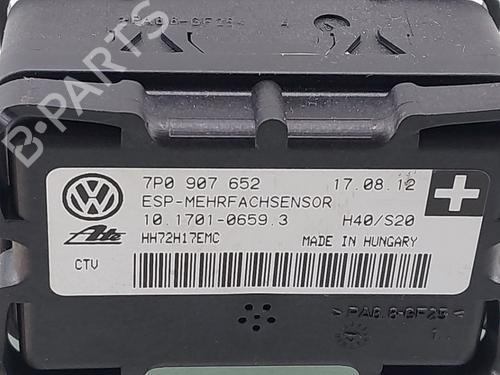 7P0 907 652 17.08.12
ESP-MEHRFACHSENSOR
10.1701-0659.3 H40/S20
Ate HH72H17EMC MADE IN HUNGARY
CTV
>PA6.6-GF25<
B-PARTS